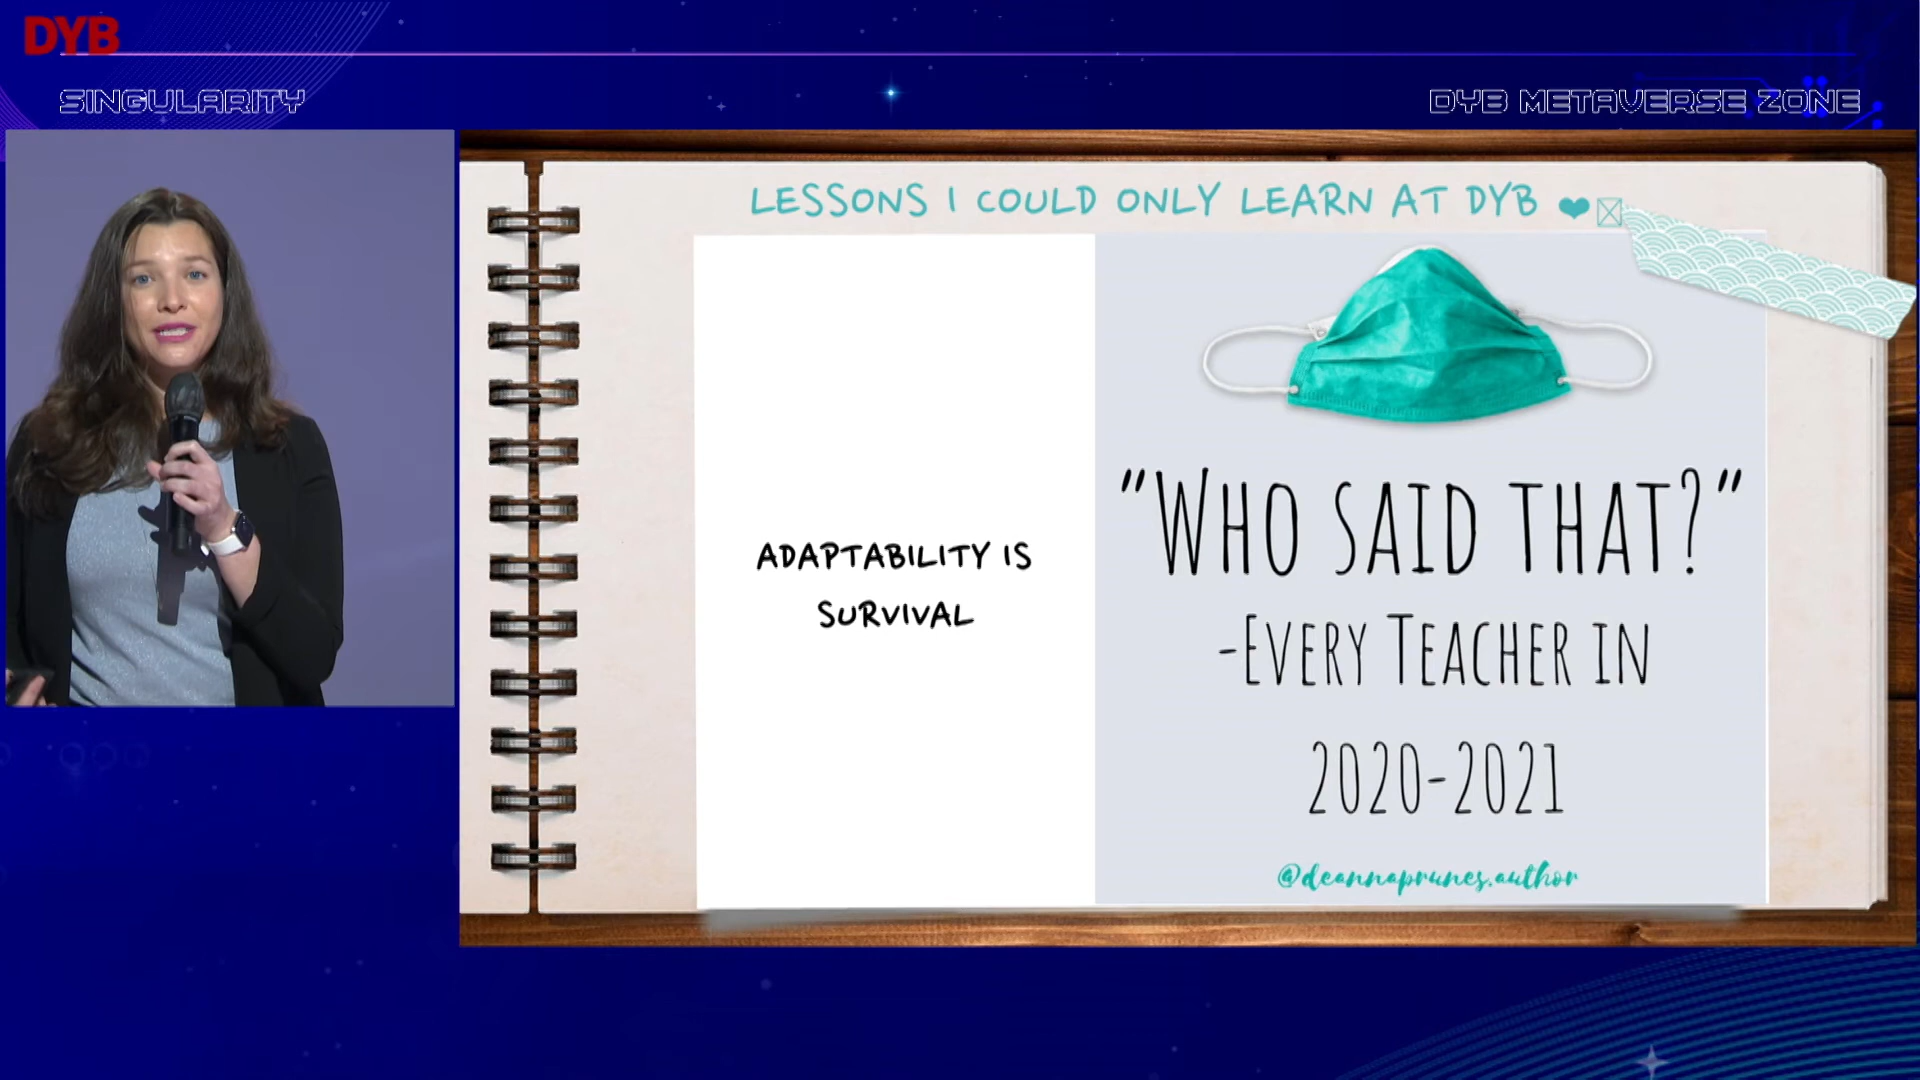 DYB
SINGULARITY
DYB METAVERSE ZONE
LESSONS I COULD ONLY LEARN AT DYB ❤
ADAPTABILITY IS
SURVIVAL
“WHO SAID THAT?”
-EVERY TEACHER IN
2020-2021
@deannaprunes.author